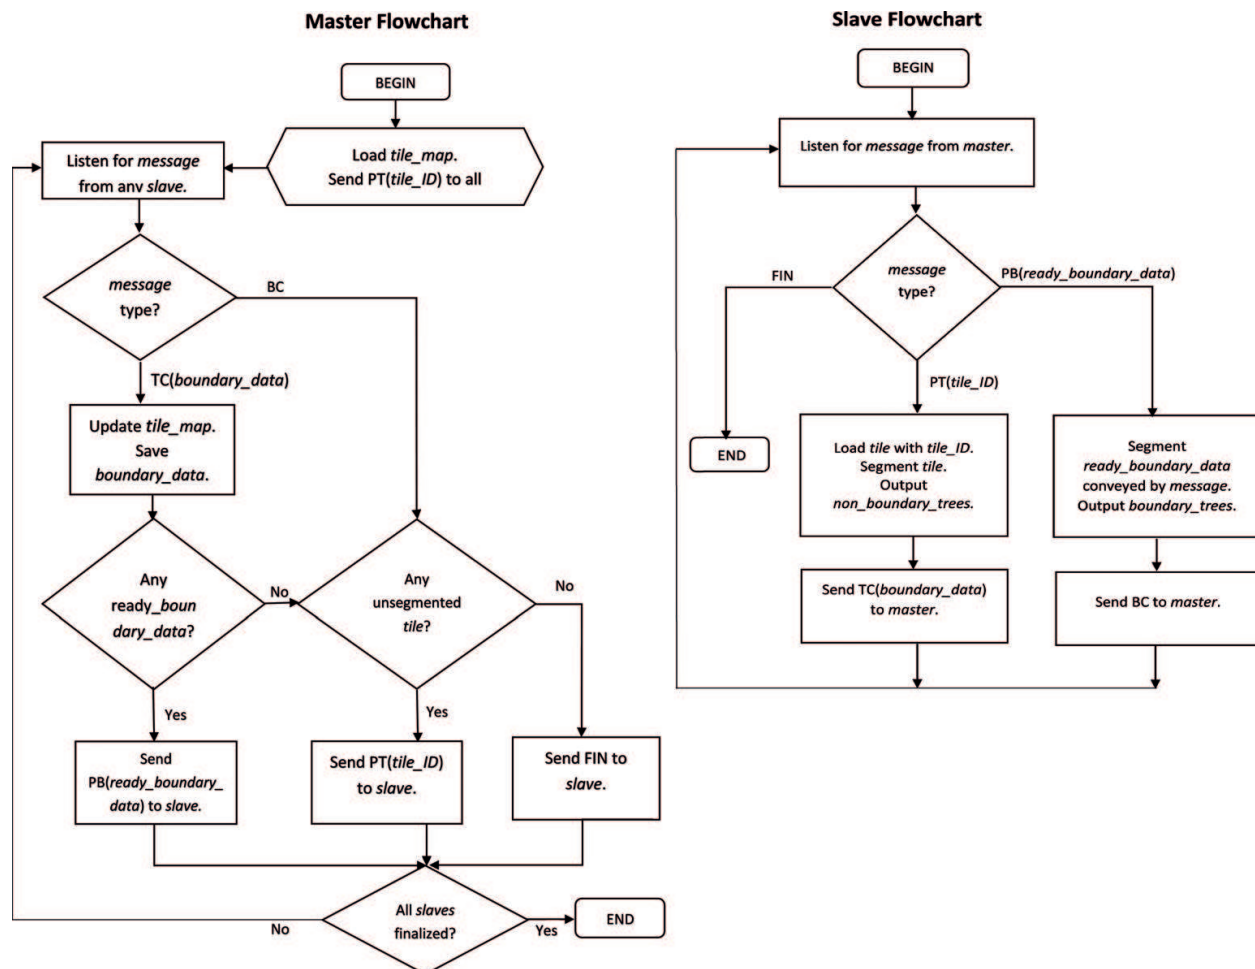 Master Flowchart
BEGIN
Load tile_map.
Send PT(tile_ID) to all
Listen for message
from any slave.
message
type?
BC
TC(boundary_data)
Update tile_map.
Save
boundary_data.
Any
ready_boun
dary_data?
No
Any
unsegmented
tile?
No
Yes
Yes
Send
PB(ready_boundary_
data) to slave.
Send PT(tile_ID)
to slave.
Send FIN to
slave.
All slaves
finalized?
No
Yes
END
Slave Flowchart
BEGIN
Listen for message from master.
message
type?
FIN
PB(ready_boundary_data)
PT(tile_ID)
END
Load tile with tile_ID.
Segment tile.
Output
non_boundary_trees.
Segment
ready_boundary_data
conveyed by message.
Output boundary_trees.
Send TC(boundary_data)
to master.
Send BC to master.